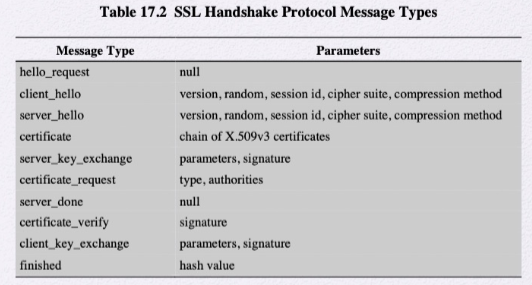 Table 17.2 SSL Handshake Protocol Message Types
Message Type Parameters
hello_request null
client_hello version, random, session id, cipher suite, compression method
server_hello version, random, session id, cipher suite, compression method
certificate chain of X.509v3 certificates
server_key_exchange parameters, signature
certificate_request type, authorities
server_done null
certificate_verify signature
client_key_exchange parameters, signature
finished hash value